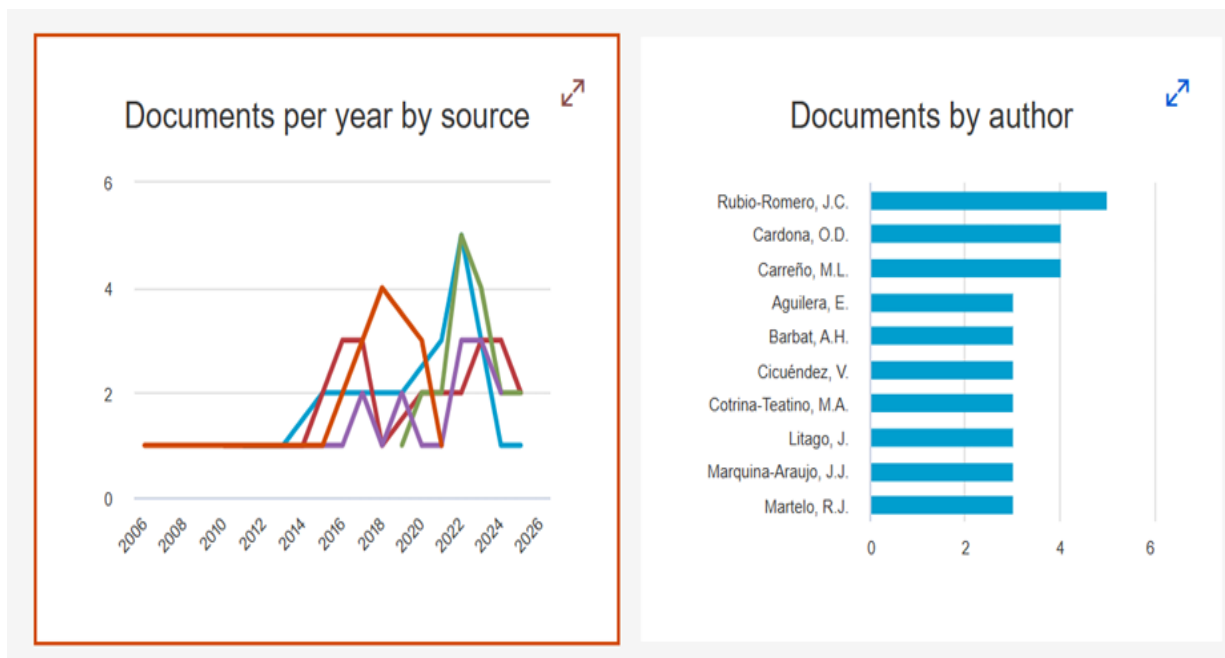 Documents per year by source
6
4
2
0
2006 2008 2010 2012 2014 2016 2018 2020 2022 2024 2026
Documents by author
Rubio-Romero, J.C.
Cardona, O.D.
Carreño, M.L.
Aguilera, E.
Barbat, A.H.
Cicuéndez, V.
Cotrina-Teatino, M.A.
Litago, J.
Marquina-Araujo, J.J.
Martelo, R.J.
0 2 4 6